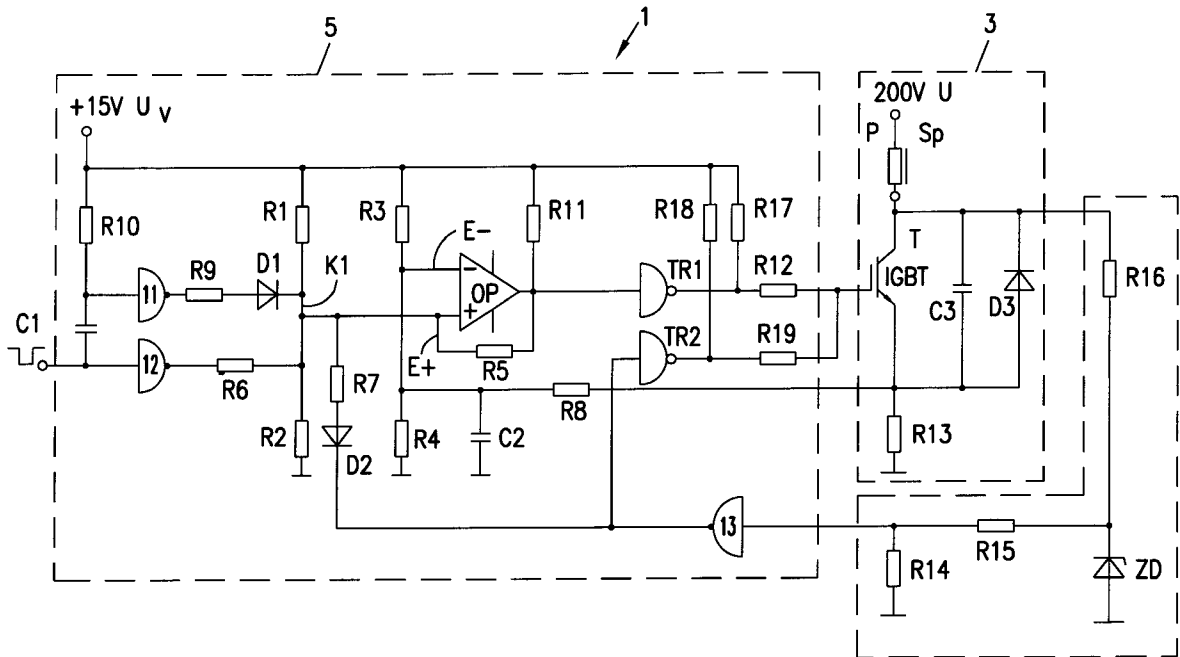 5
1
3
+15V U V
200V U
P
Sp
R10
R1
R3
E-
R11
R18
R17
T
R9
D1
K1
OP
TR1
R12
IGBT
C3
D3
R16
11
C1
12
R6
E+
R5
TR2
R19
R7
R8
R2
D2
R4
C2
R13
13
R15
R14
ZD
-
+